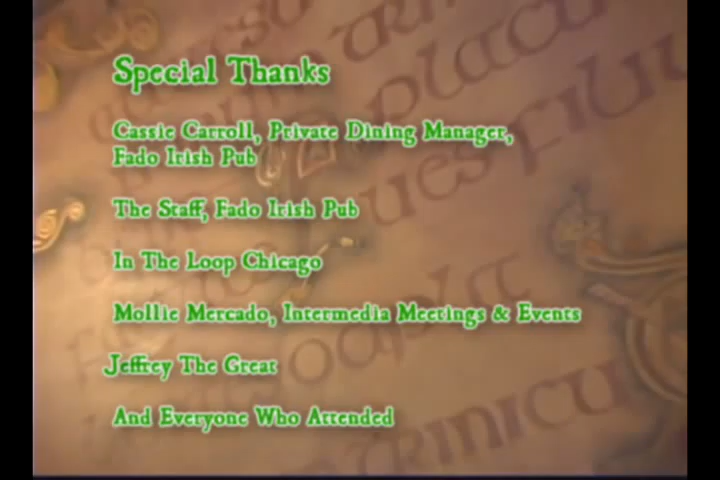 Special Thanks
Cassie Carroll, Private Dining Manager,
Fado Irish Pub
The Staff, Fado Irish Pub
In The Loop Chicago
Mollie Mercado, Intermedia Meetings & Events
Jeffrey The Great
And Everyone Who Attended